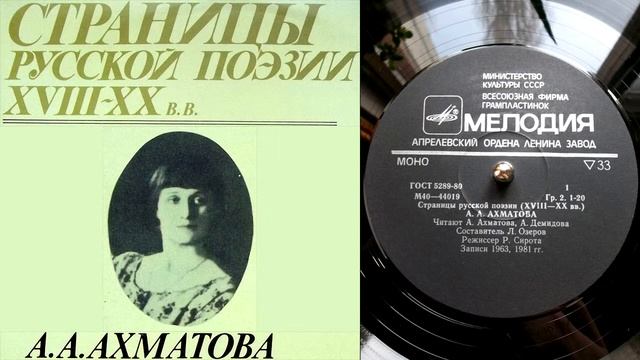 СТРАНИЦЫ
РУССКОЙ ПОЭЗИИ
XVIII-XX В.В.
А.А.АХМАТОВА
МИНИСТЕРСТВО
КУЛЬТУРЫ СССР
ВСЕСОЮЗНАЯ ФИРМА
ГРАМПЛАСТИНОК
МЕЛОДИЯ
АПРЕЛЕВСКИЙ ОРДЕНА ЛЕНИНА ЗАВОД
МОНО ▽33
ГОСТ 5289-80 1
М40—44019 Гр. 2. 1-20
Страницы русской поэзии (XVIII—XX вв.)
А. А. АХМАТОВА
Читают А. Ахматова, А. Демидова
Составитель Л. Озеров
Режиссер Р. Сирота
Записи 1963, 1981 гг.